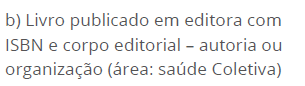 b) Livro publicado em editora com
ISBN e corpo editorial – autoria ou
organização (área: saúde Coletiva)